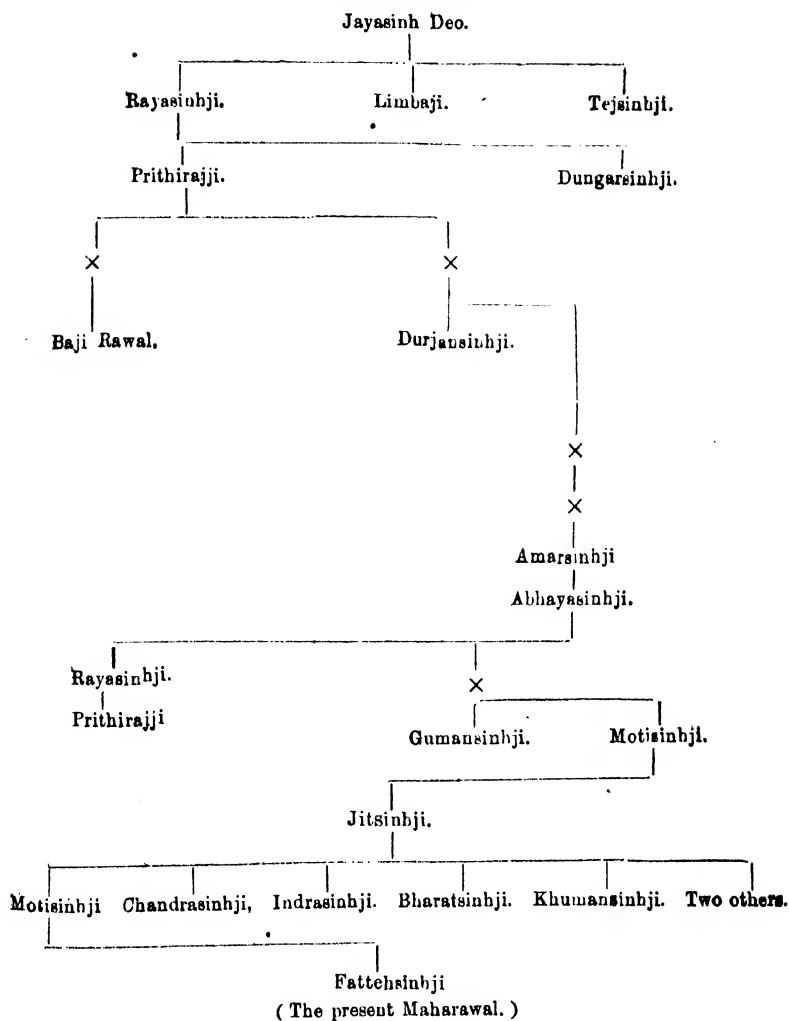 Jayasinh Deo.
Rayasinhji. Limbaji. Tejsinhji.
Prithirajji. Dungarsinhji.
× ×
Baji Rawal. Durjansinhji.
×
×
Amarsinhji
Abhayasinhji.
Rayasinhji. ×
Prithirajji
Gumansinhji. Motisinhji.
Jitsinhji.
Motisinhji Chandrasinhji, Indrasinhji. Bharatsinhji. Khumansinhji. Two others.
Fattehsinhji
( The present Maharawal. )